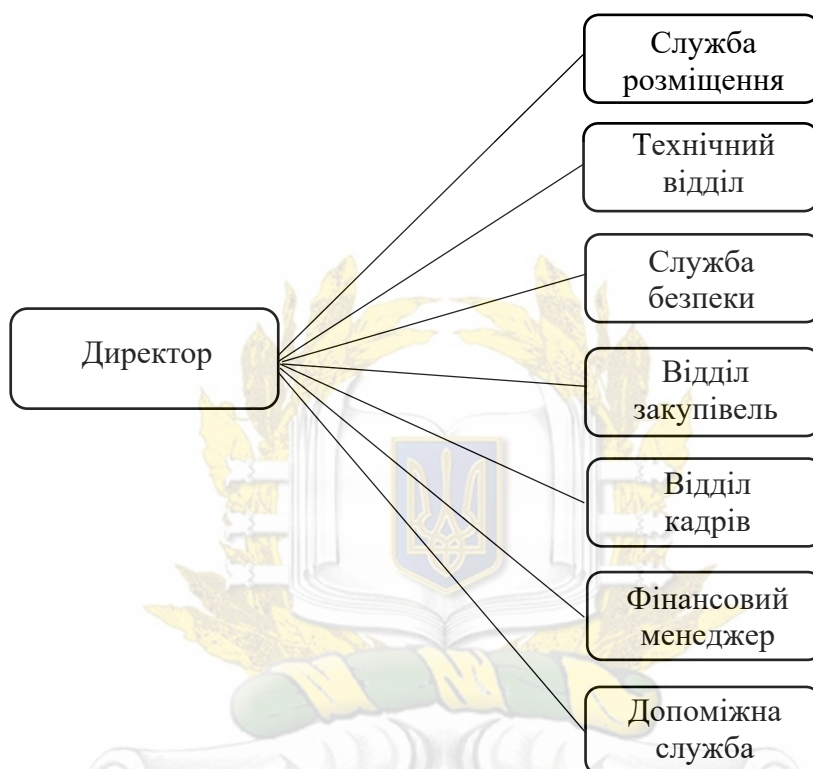 Служба
розміщення
Технічний
відділ
Служба
безпеки
Директор
Відділ
закупівель
Відділ
кадрів
Фінансовий
менеджер
Допоміжна
служба